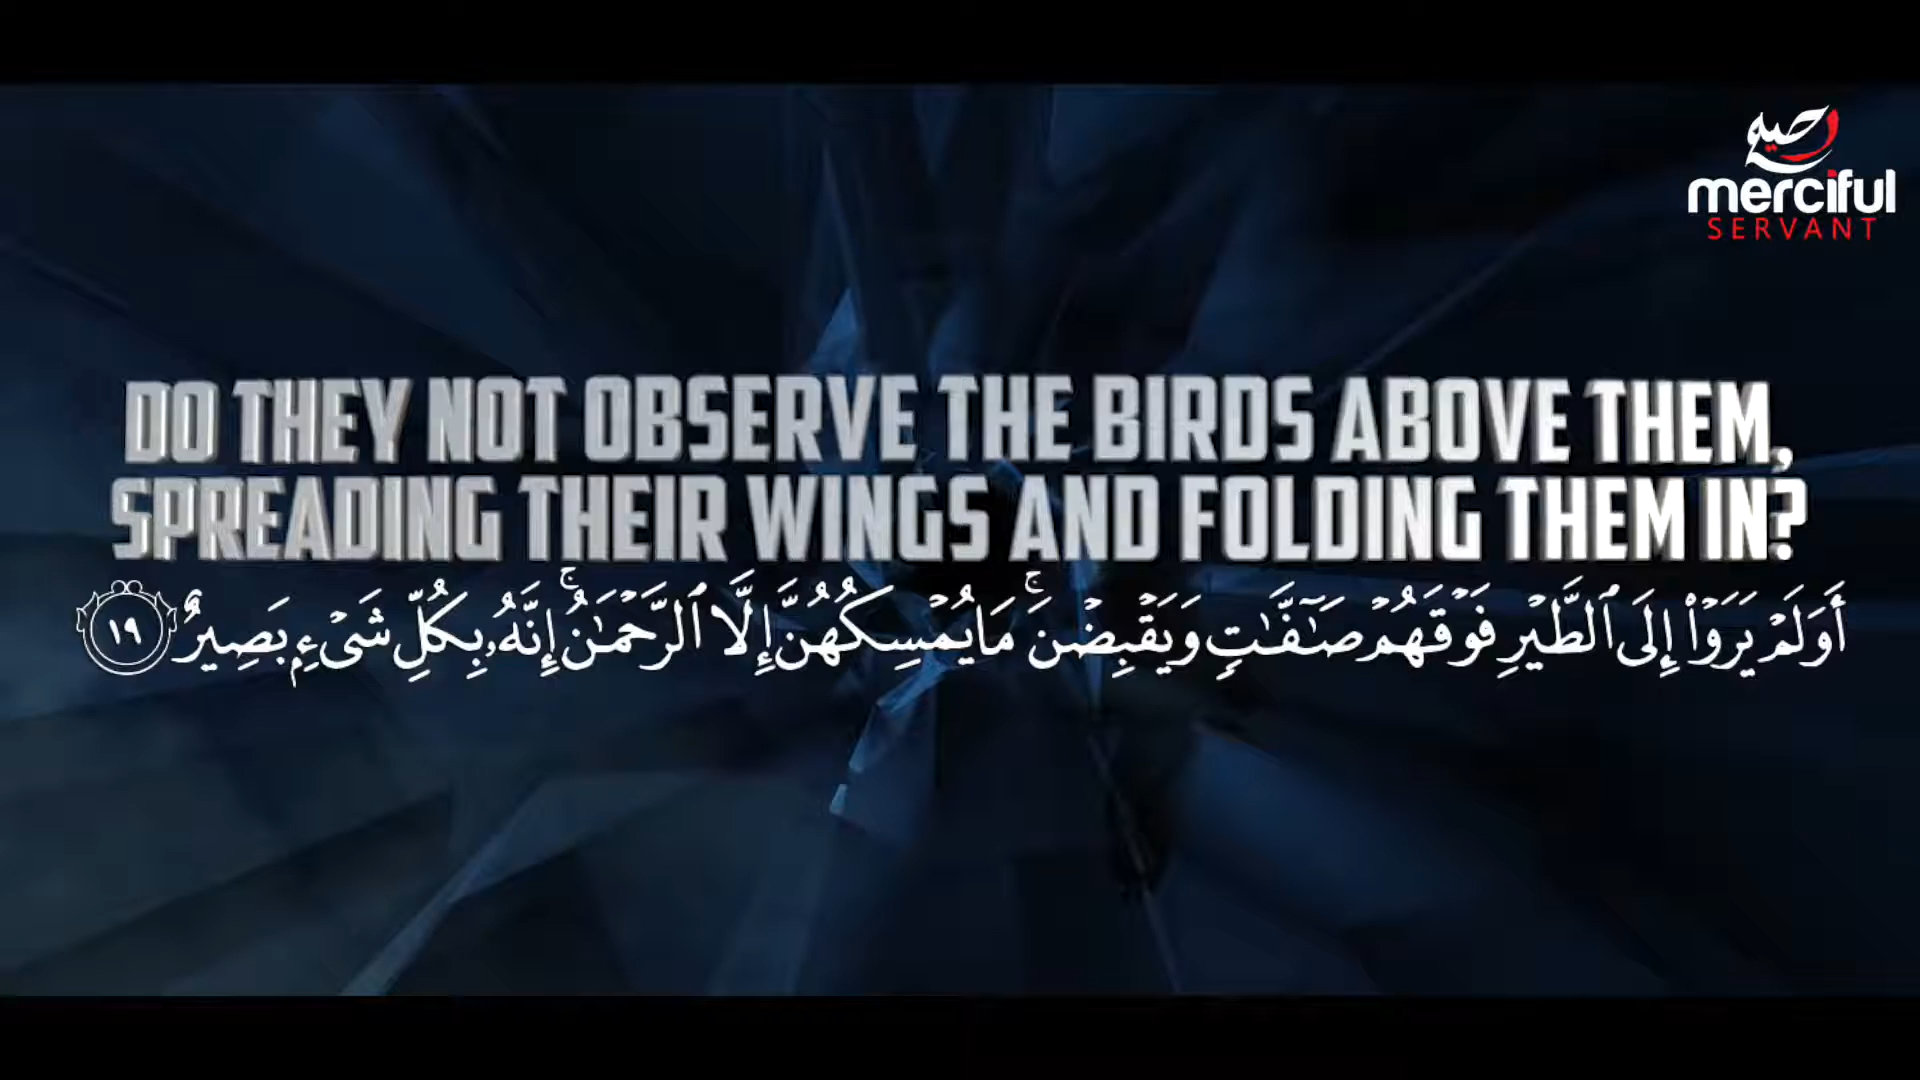 رحيم
merciful
SERVANT
DO THEY NOT OBSERVE THE BIRDS ABOVE THEM,
SPREADING THEIR WINGS AND FOLDING THEM IN?
أَوَلَمْ يَرَوْا۟ إِلَى ٱلطَّيْرِ فَوْقَهُمْ صَـٰٓفَّـٰتٍ وَيَقْبِضْنَ ۚ مَا يُمْسِكُهُنَّ إِلَّا ٱلرَّحْمَـٰنُ ۚ إِنَّهُۥ بِكُلِّ شَىْءٍۭ بَصِيرٌ ١٩